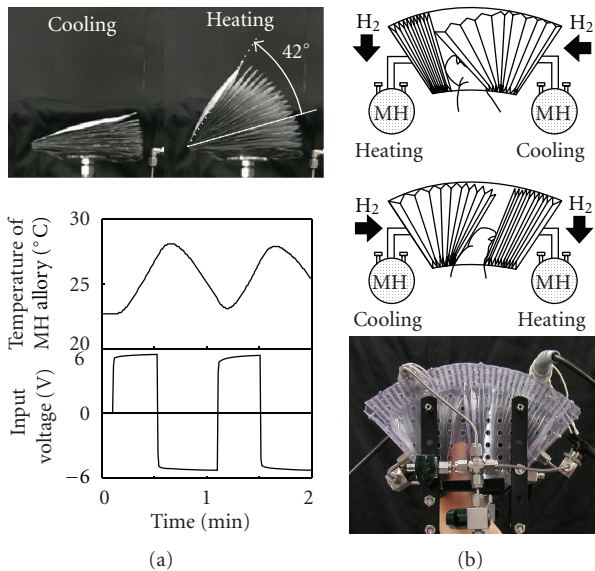 Cooling
Heating
42°
Temperature of
MH allory (°C)
30
25
20
Input
voltage (V)
6
0
−6
0
1
2
Time (min)
(a)
H2
H2
MH
MH
Heating
Cooling
H2
H2
MH
MH
Cooling
Heating
(b)